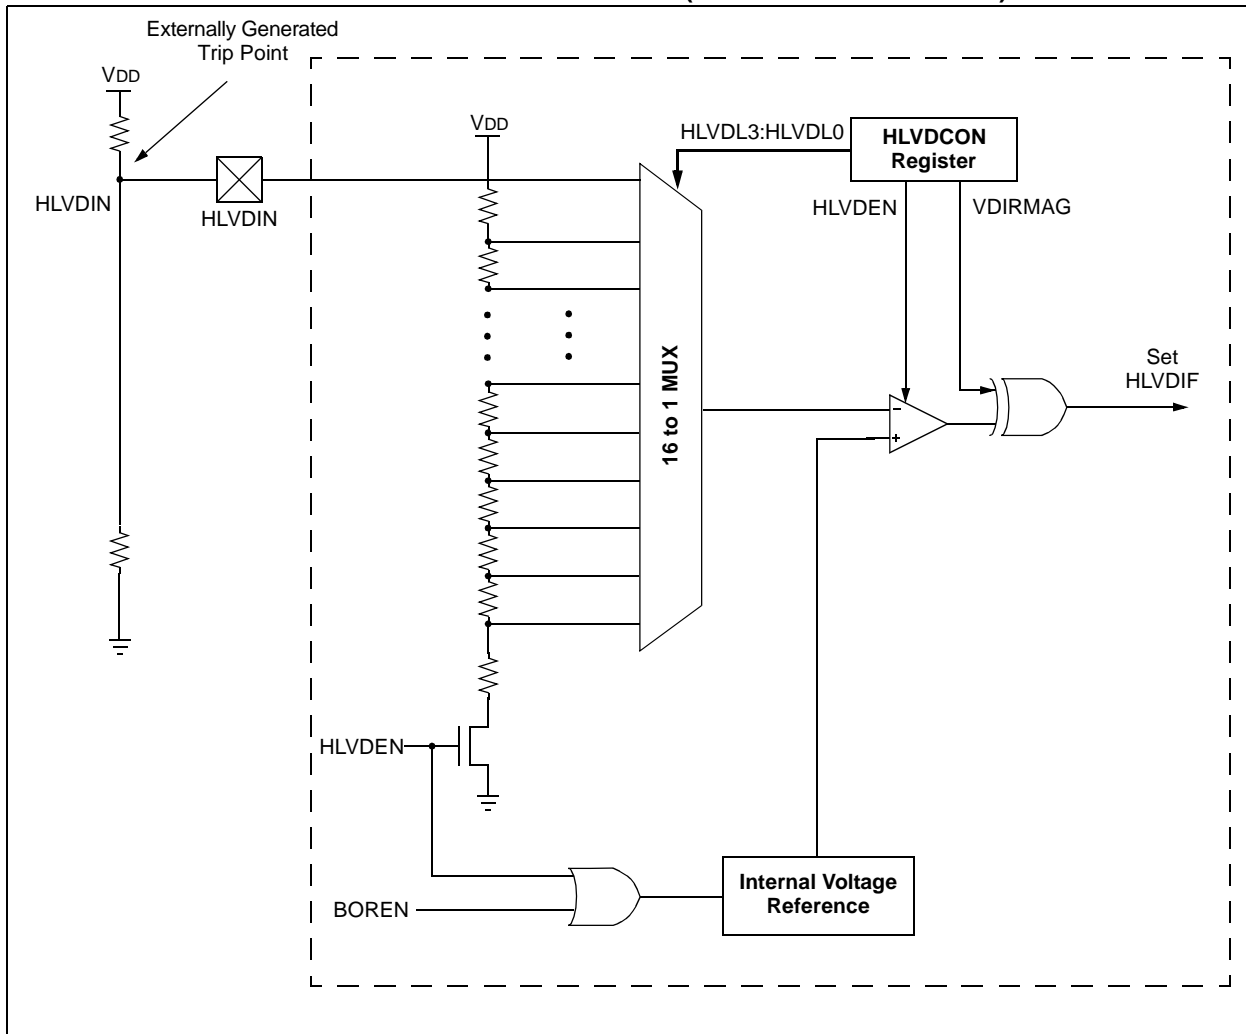 Externally Generated
Trip Point
VDD
VDD
HLVDL3:HLVDL0
HLVDCON
Register
HLVDIN
HLVDIN
HLVDEN
VDIRMAG
16 to 1 MUX
Set
HLVDIF
–
+
HLVDEN
BOREN
Internal Voltage
Reference